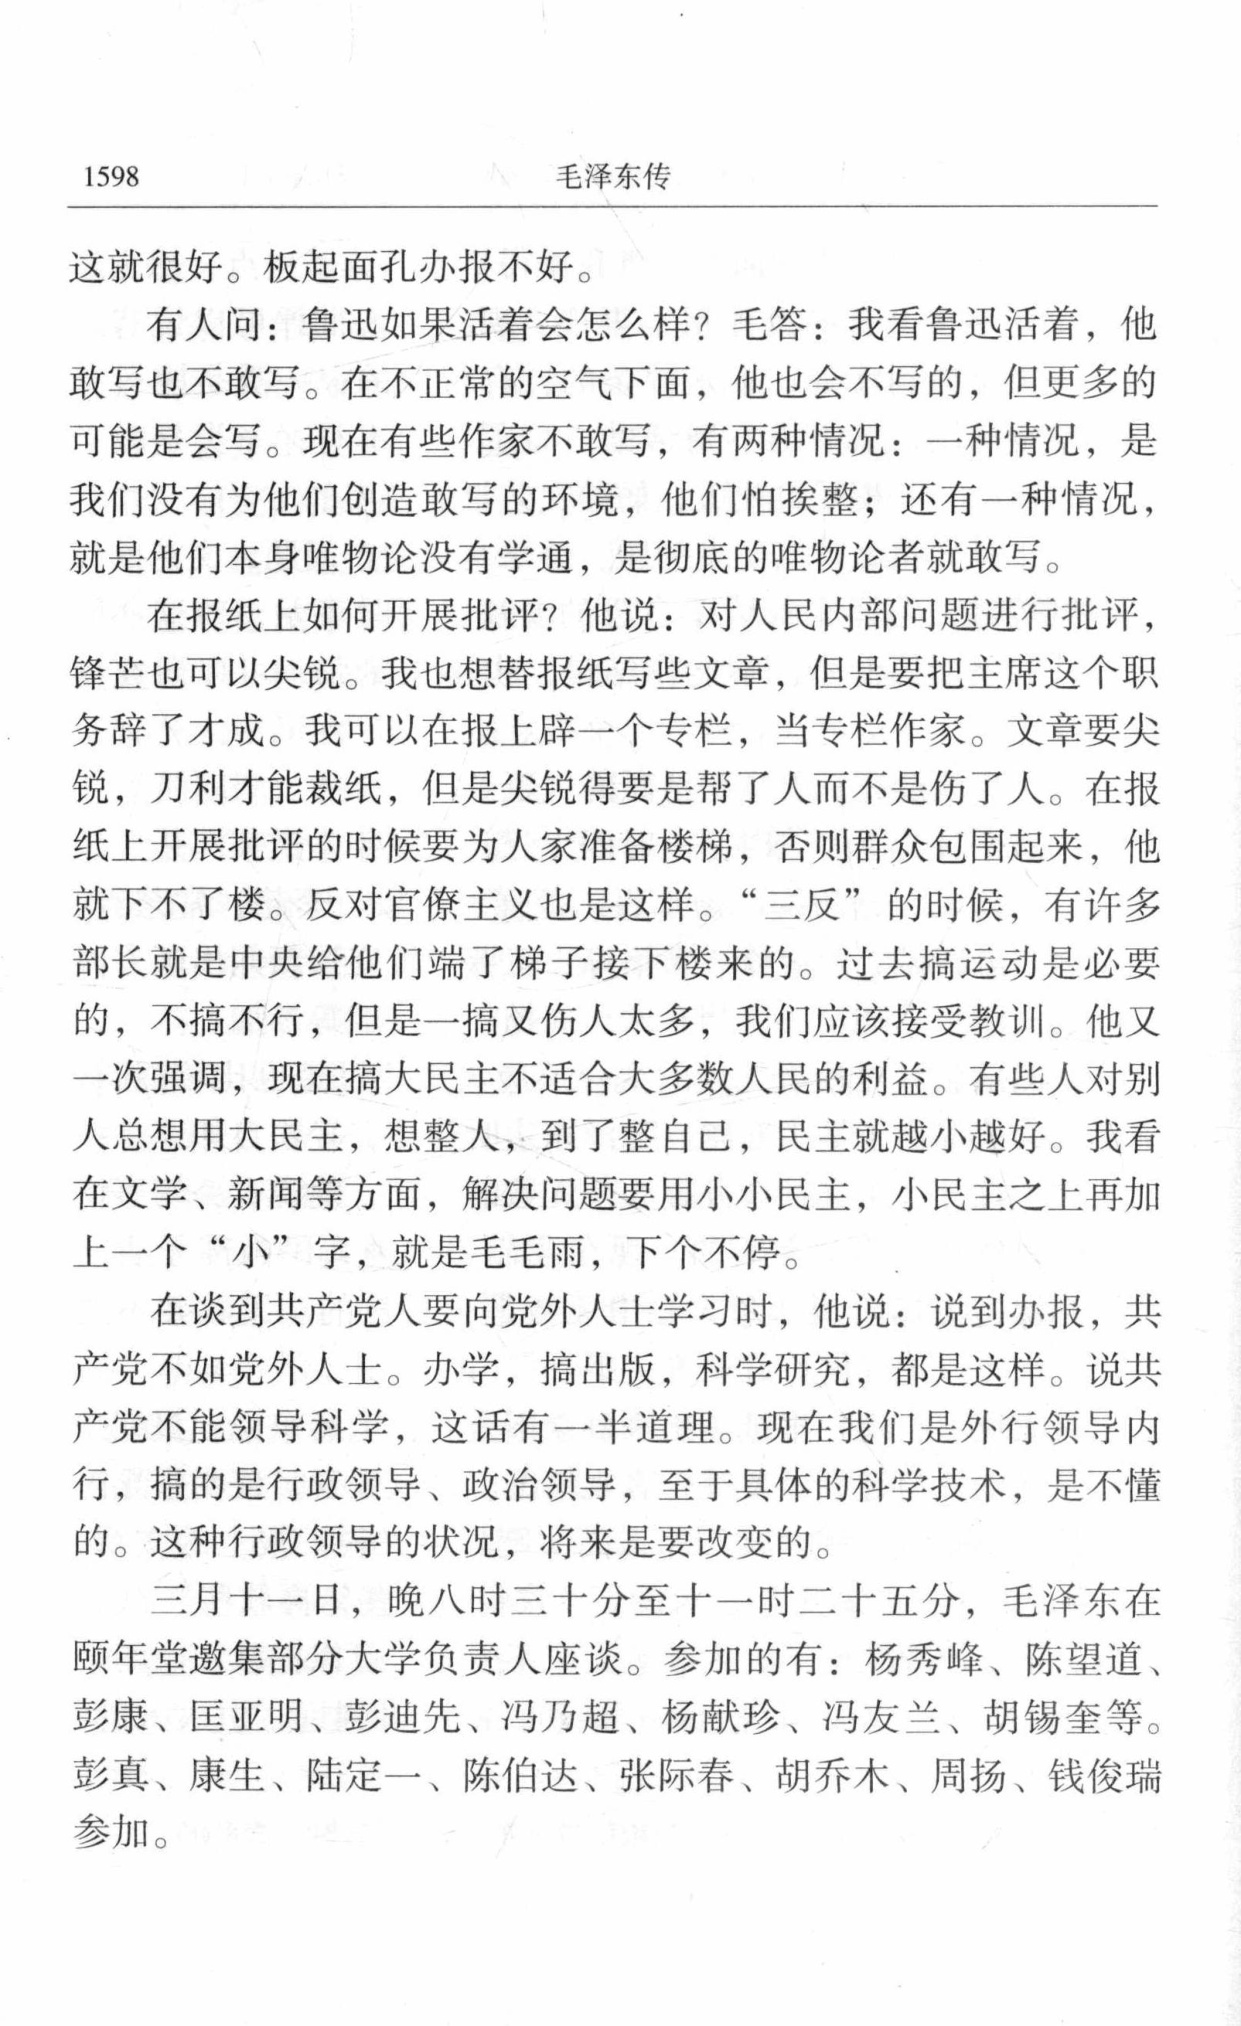 1598 毛泽东传
这就很好。板起面孔办报不好。
有人问：鲁迅如果活着会怎么样？毛答：我看鲁迅活着，他
敢写也不敢写。在不正常的空气下面，他也会不写的，但更多的
可能是会写。现在有些作家不敢写，有两种情况：一种情况，是
我们没有为他们创造敢写的环境，他们怕挨整；还有一种情况，
就是他们本身唯物论没有学通，是彻底的唯物论者就敢写。
在报纸上如何开展批评？他说：对人民内部问题进行批评，
锋芒也可以尖锐。我也想替报纸写些文章，但是要把主席这个职
务辞了才成。我可以在报上辟一个专栏，当专栏作家。文章要尖
锐，刀利才能裁纸，但是尖锐得要是帮了人而不是伤了人。在报
纸上开展批评的时候要为人家准备楼梯，否则群众包围起来，他
就下不了楼。反对官僚主义也是这样。“三反”的时候，有许多
部长就是中央给他们端了梯子接下楼来的。过去搞运动是必要
的，不搞不行，但是一搞又伤人太多，我们应该接受教训。他又
一次强调，现在搞大民主不适合大多数人民的利益。有些人对别
人总想用大民主，想整人，到了整自己，民主就越小越好。我看
在文学、新闻等方面，解决问题要用小小民主，小民主之上再加
上一个“小”字，就是毛毛雨，下个不停。
在谈到共产党人要向党外人士学习时，他说：说到办报，共
产党不如党外人士。办学，搞出版，科学研究，都是这样。说共
产党不能领导科学，这话有一半道理。现在我们是外行领导内
行，搞的是行政领导、政治领导，至于具体的科学技术，是不懂
的。这种行政领导的状况，将来是要改变的。
三月十一日，晚八时三十分至十一时二十五分，毛泽东在
颐年堂邀集部分大学负责人座谈。参加的有：杨秀峰、陈望道、
彭康、匡亚明、彭迪先、冯乃超、杨献珍、冯友兰、胡锡奎等。
彭真、康生、陆定一、陈伯达、张际春、胡乔木、周扬、钱俊瑞
参加。